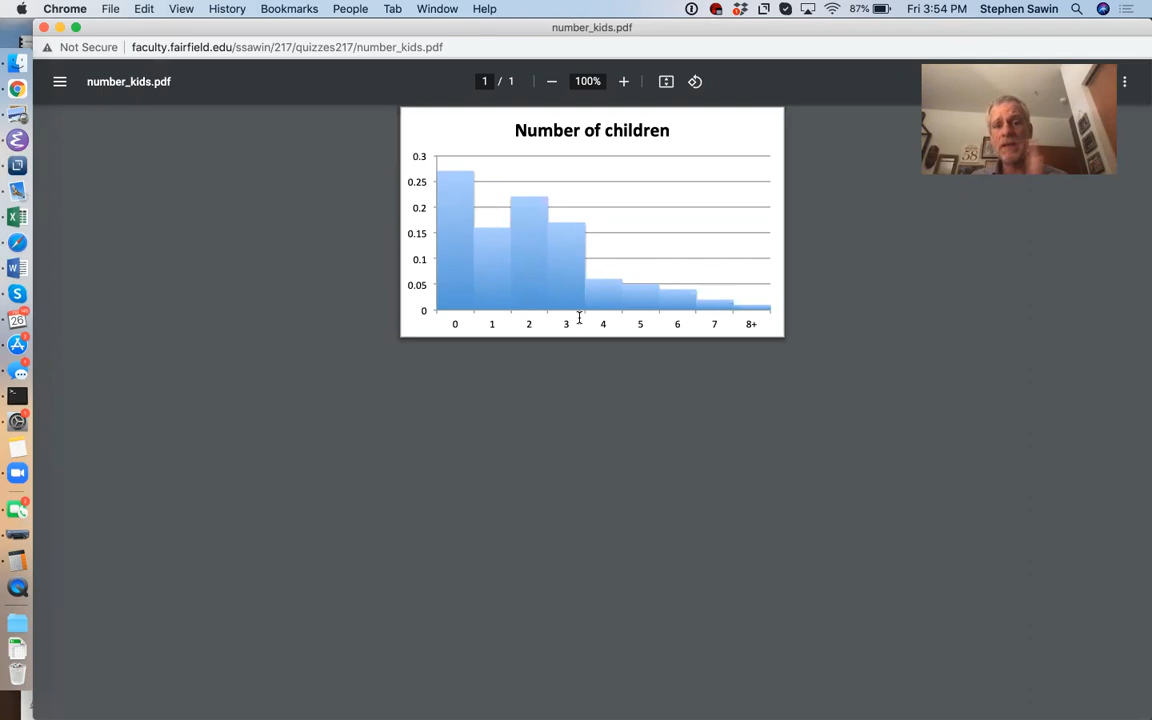 Chrome File Edit View History Bookmarks People Tab Window Help 87% Fri 3:54 PM Stephen Sawin
number_kids.pdf
Not Secure faculty.fairfield.edu/ssawin/217/quizzes217/number_kids.pdf
number_kids.pdf 1 / 1 100%
Number of children
0.3
0.25
0.2
0.15
0.1
0.05
0
0 1 2 3 4 5 6 7 8+
58
26